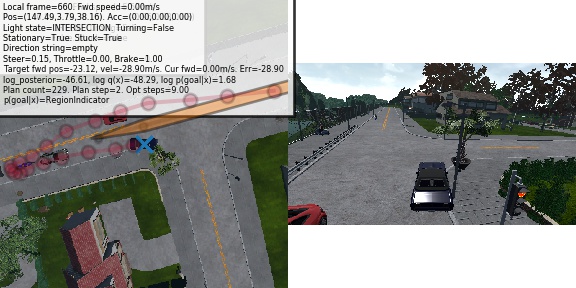 Local frame=660. Fwd speed=0.00m/s
Pos=(147.49,3.79,38.16). Acc=(0.00,0.00,0.00)
Light state=INTERSECTION. Turning=False
Stationary=True. Stuck=True
Direction string=empty
Steer=0.15, Throttle=0.00, Brake=1.00
Target fwd pos=-23.12, vel=-28.90m/s. Cur fwd=0.00m/s. Err=-28.90
log_posterior=-46.61, log q(x)=-48.29, log p(goal|x)=1.68
Plan count=229. Plan step=2. Opt steps=9.00
p(goal|x)=RegionIndicator